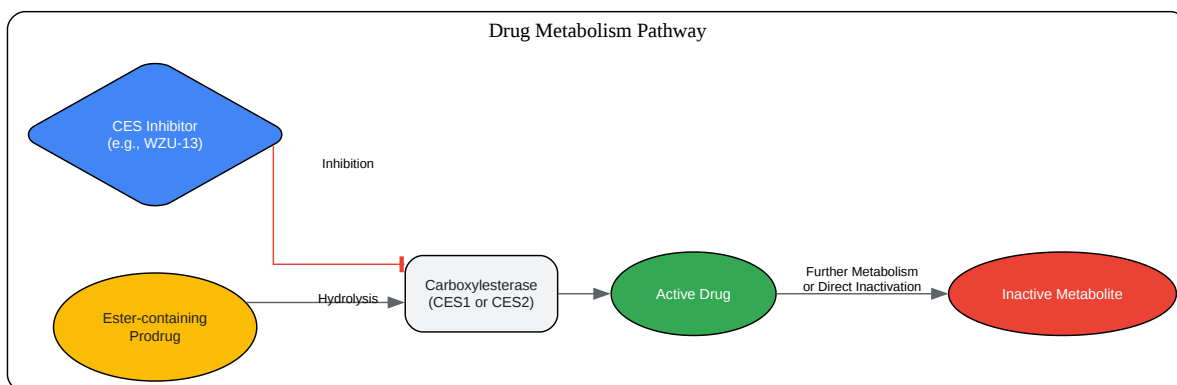 Drug Metabolism Pathway
CES Inhibitor
(e.g., WZU-13)
Inhibition
Hydrolysis
Ester-containing
Prodrug
Carboxylesterase
(CES1 or CES2)
Active Drug
Further Metabolism
or Direct Inactivation
Inactive Metabolite